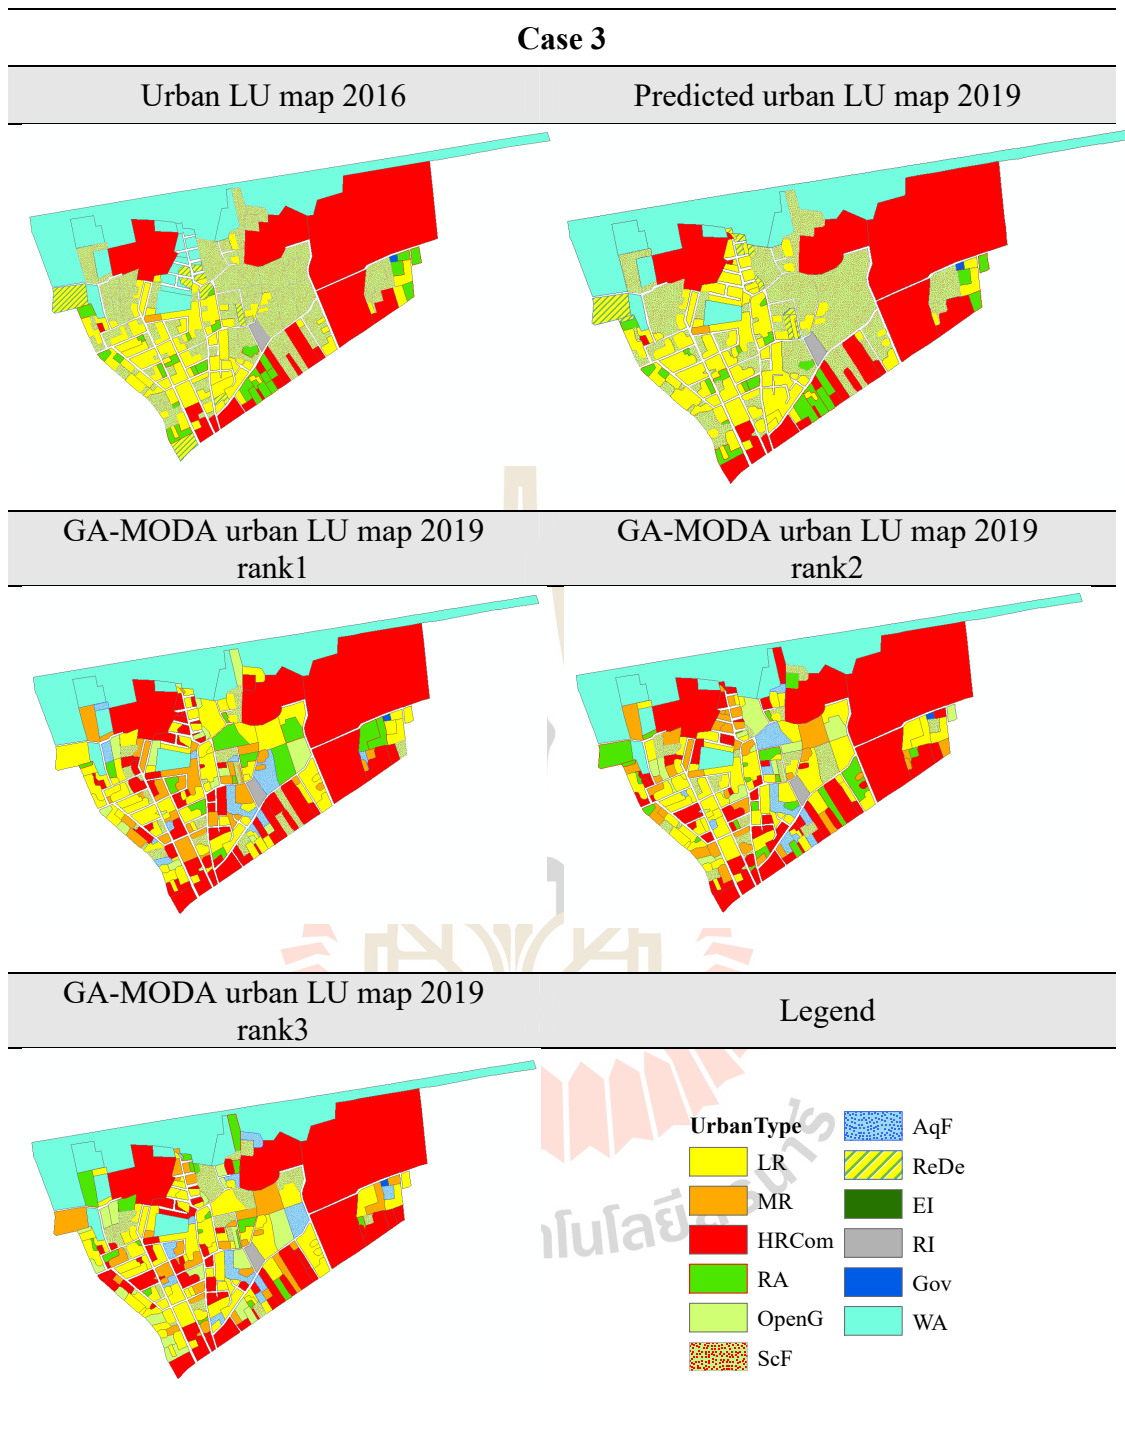 Case 3
Urban LU map 2016
Predicted urban LU map 2019
GA-MODA urban LU map 2019
rank1
GA-MODA urban LU map 2019
rank2
GA-MODA urban LU map 2019
rank3
Legend
UrbanType
LR
MR
HRCom
RA
OpenG
ScF
AqF
ReDe
EI
RI
Gov
WA